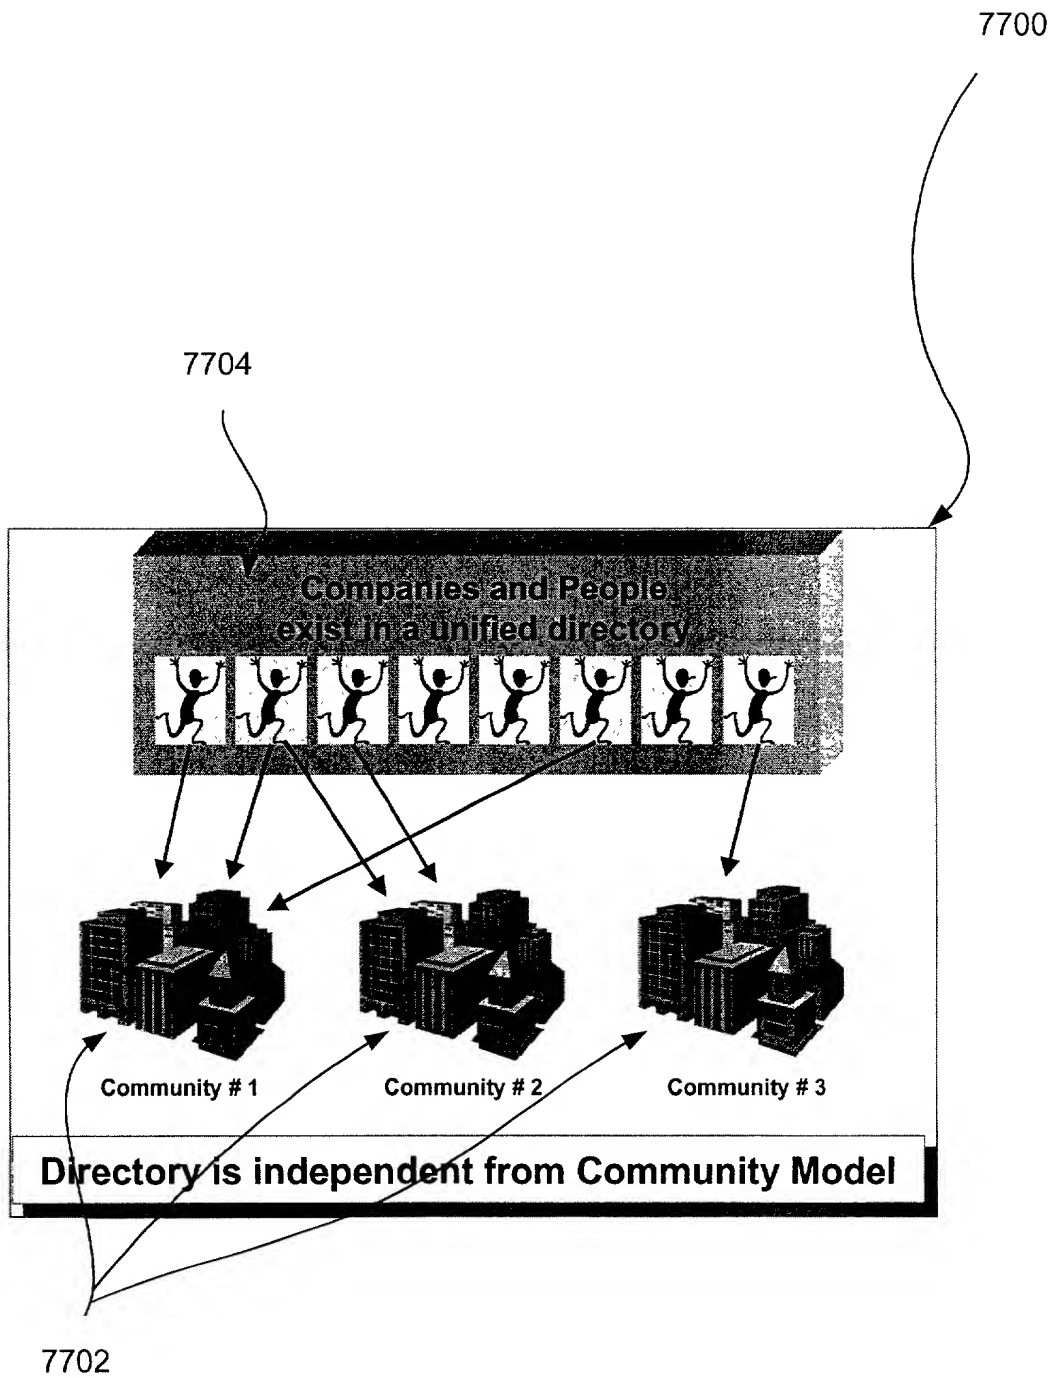 7700
7704
Companies and People
exist in a unified directory
Community # 1
Community # 2
Community # 3
Directory is independent from Community Model
7702